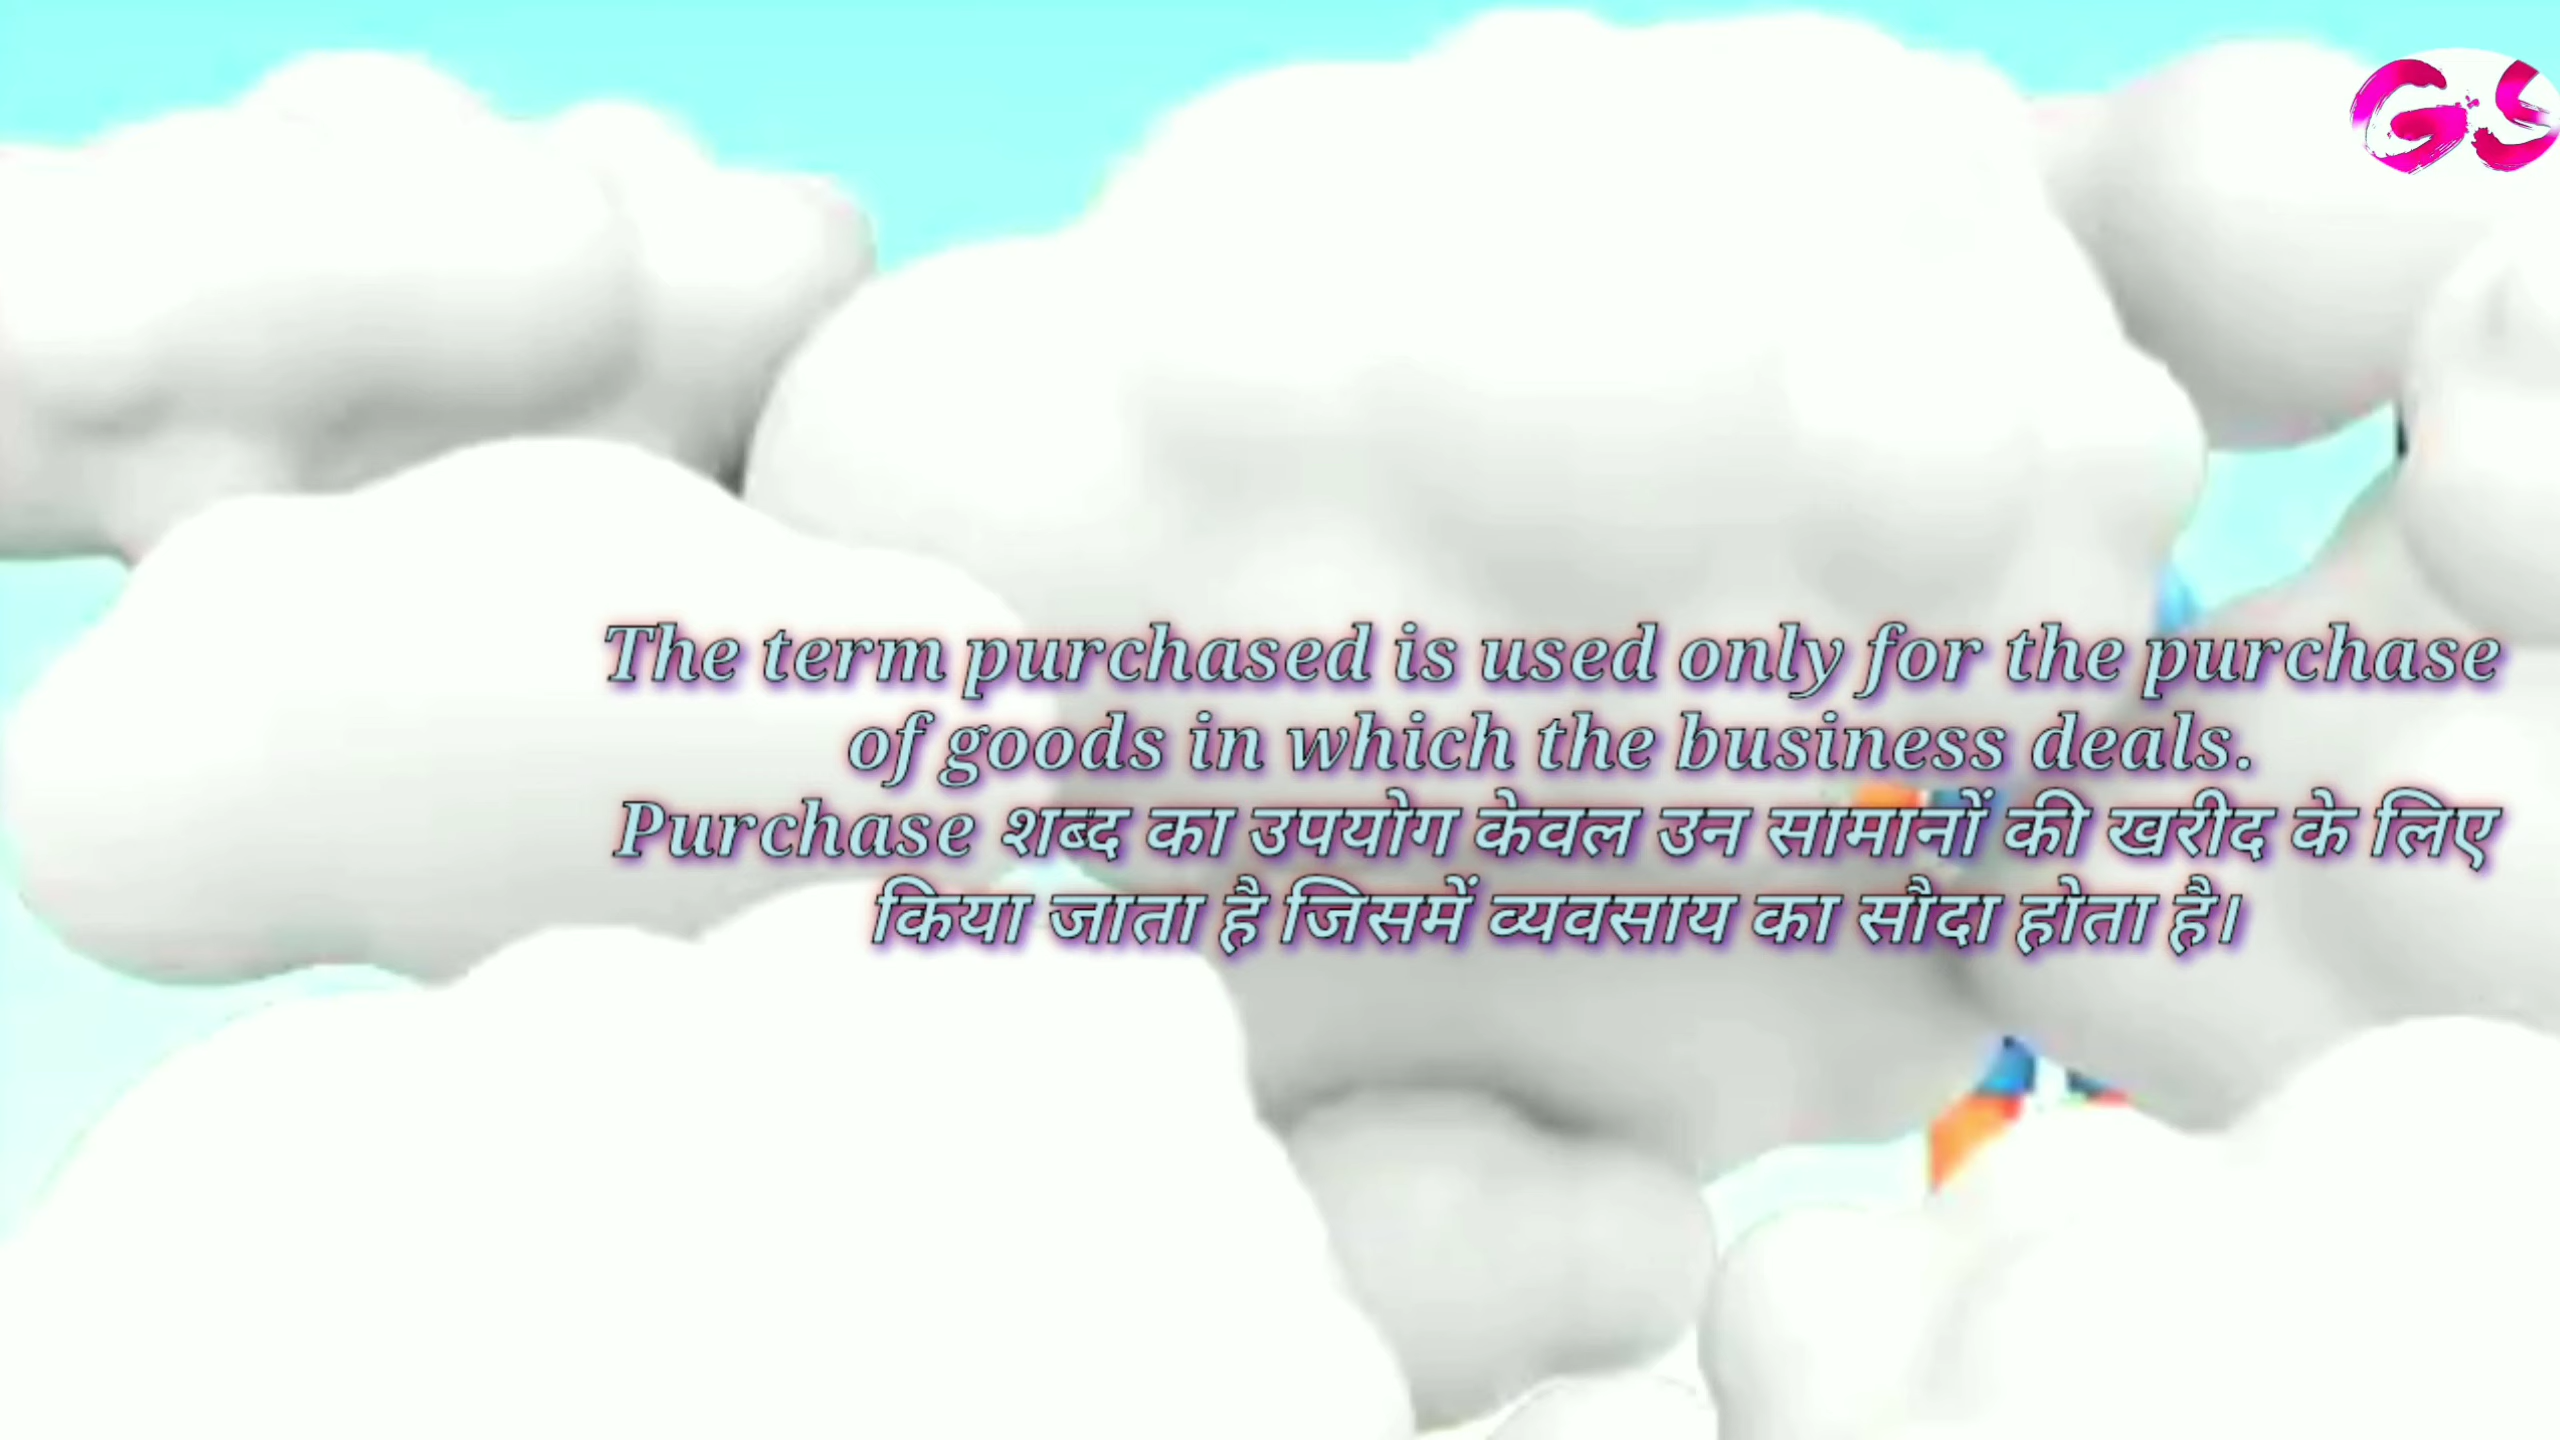 GS
The term purchased is used only for the purchase
of goods in which the business deals.
Purchase शब्द का उपयोग केवल उन सामानों की खरीद के लिए
किया जाता है जिसमें व्यवसाय का सौदा होता है।